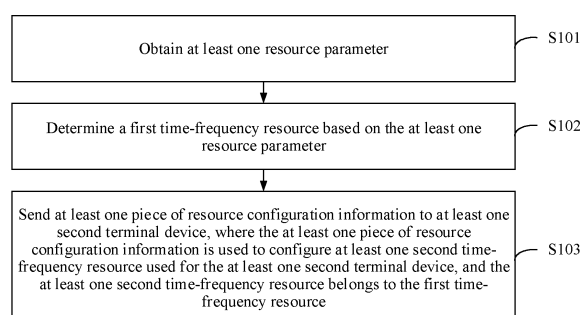 Obtain at least one resource parameter
S101
Determine a first time-frequency resource based on the at least one
resource parameter
S102
Send at least one piece of resource configuration information to at least one
second terminal device, where the at least one piece of resource
configuration information is used to configure at least one second time-
frequency resource used for the at least one second terminal device, and the
at least one second time-frequency resource belongs to the first time-
frequency resource
S103